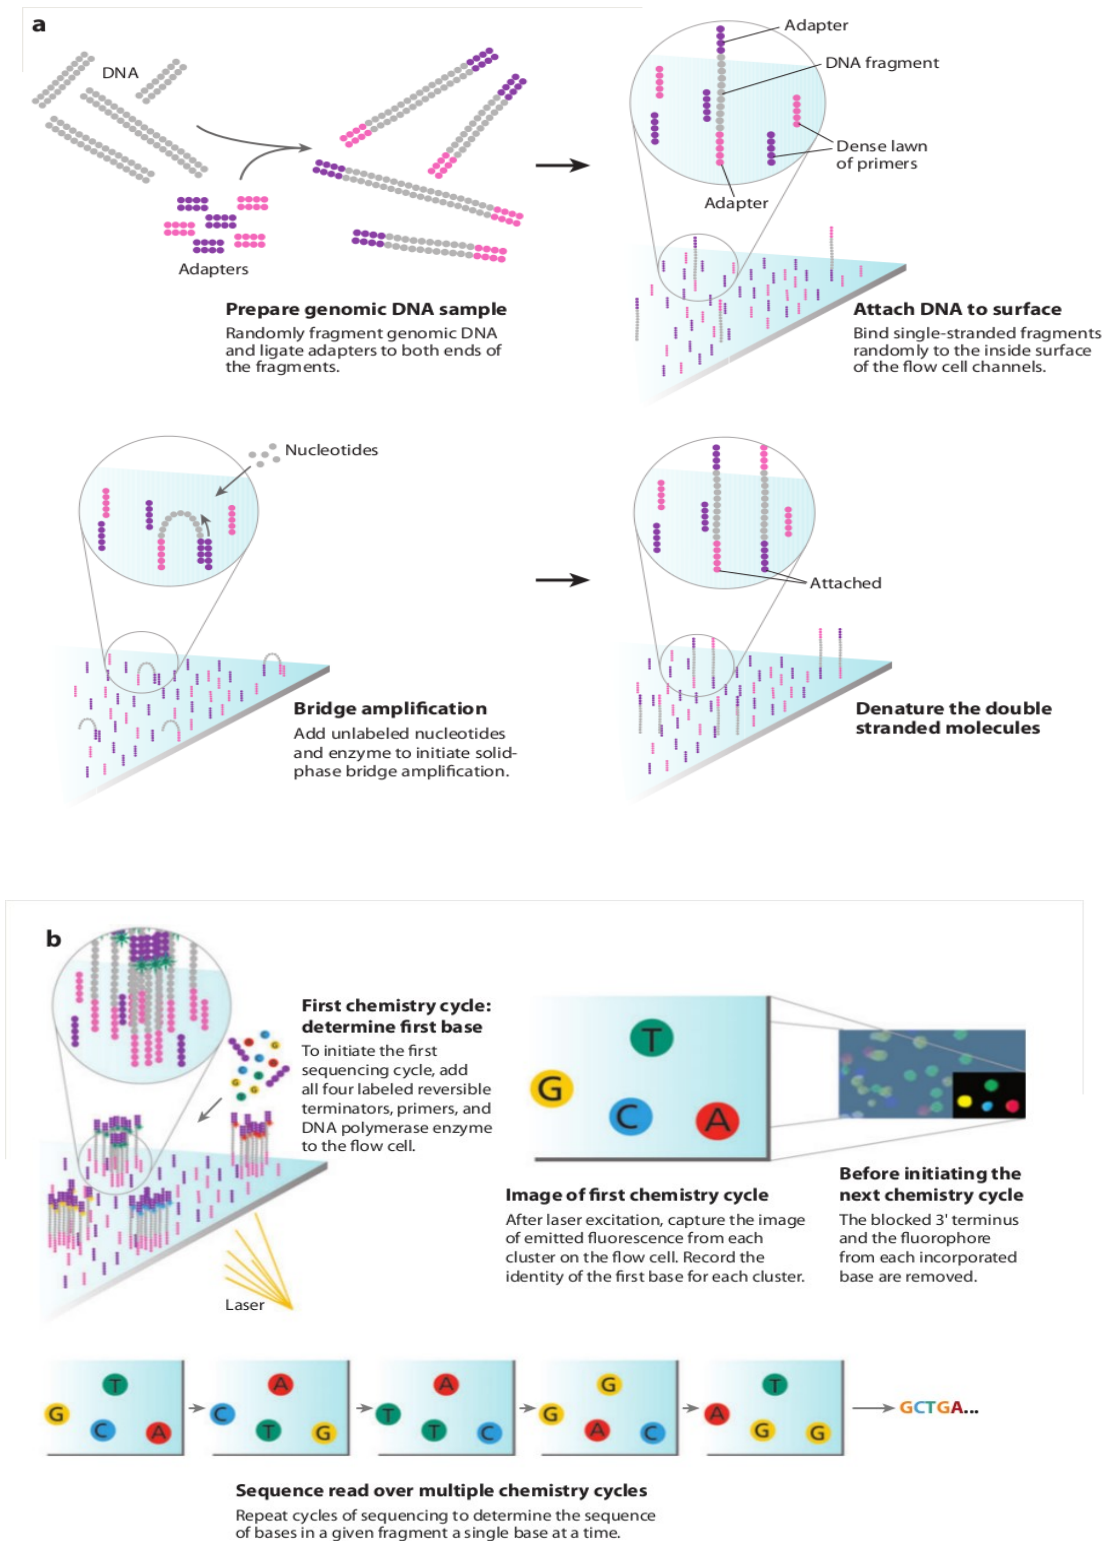 a
DNA
Adapters
Prepare genomic DNA sample
Randomly fragment genomic DNA
and ligate adapters to both ends of
the fragments.
Adapter
DNA fragment
Dense lawn
of primers
Adapter
Attach DNA to surface
Bind single-stranded fragments
randomly to the inside surface
of the flow cell channels.
Nucleotides
Bridge amplification
Add unlabeled nucleotides
and enzyme to initiate solid-
phase bridge amplification.
Attached
Denature the double
stranded molecules
b
First chemistry cycle:
determine first base
To initiate the first
sequencing cycle, add
all four labeled reversible
terminators, primers, and
DNA polymerase enzyme
to the flow cell.
Laser
T
G
C
A
Image of first chemistry cycle
After laser excitation, capture the image
of emitted fluorescence from each
cluster on the flow cell. Record the
identity of the first base for each cluster.
Before initiating the
next chemistry cycle
The blocked 3' terminus
and the fluorophore
from each incorporated
base are removed.
T
G
C
A
A
C
T
G
A
T
T
C
G
G
A
C
T
A
G
G
GCTGA...
Sequence read over multiple chemistry cycles
Repeat cycles of sequencing to determine the sequence
of bases in a given fragment a single base at a time.